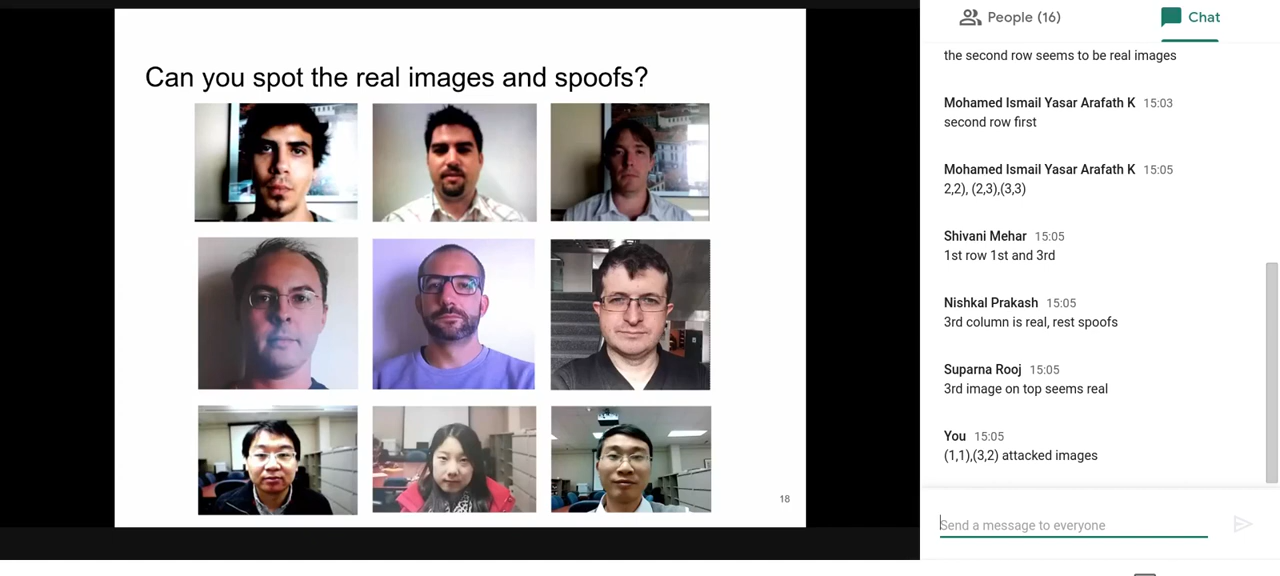 Can you spot the real images and spoofs?
18
People (16)
Chat
the second row seems to be real images
Mohamed Ismail Yasar Arafath K 15:03
second row first
Mohamed Ismail Yasar Arafath K 15:05
2,2), (2,3),(3,3)
Shivani Mehar 15:05
1st row 1st and 3rd
Nishkal Prakash 15:05
3rd column is real, rest spoofs
Suparna Rooj 15:05
3rd image on top seems real
You 15:05
(1,1),(3,2) attacked images
Send a message to everyone